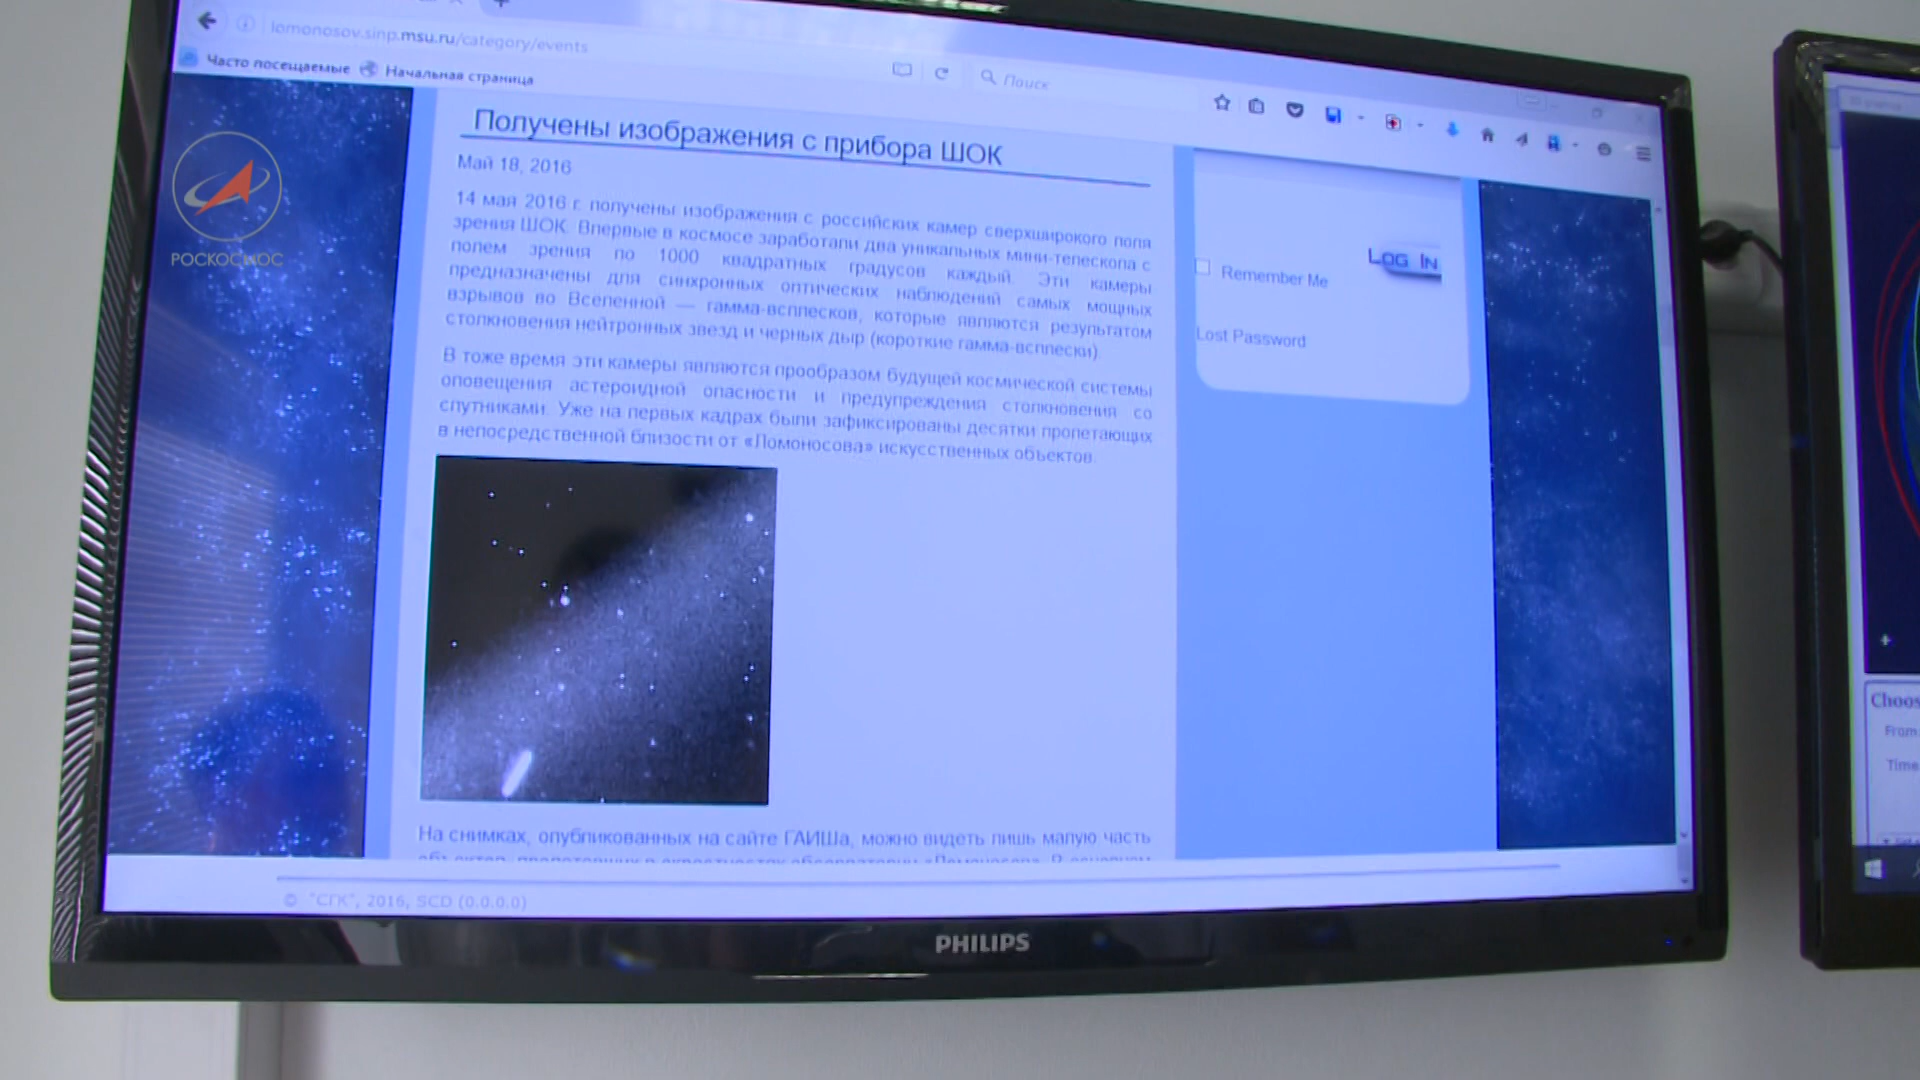 lomonosov.sinp.msu.ru/category/events
Поиск
Часто посещаемые Начальная страница
РОСКОСМОС
Получены изображения с прибора ШОК
Май 18, 2016
14 мая 2016 г. получены изображения с российских камер сверхширокого поля
зрения ШОК. Впервые в космосе заработали два уникальных мини-телескопа с
полем зрения по 1000 квадратных градусов каждый. Эти камеры
предназначены для синхронных оптических наблюдений самых мощных
взрывов во Вселенной — гамма-всплесков, которые являются результатом
столкновения нейтронных звезд и черных дыр (короткие гамма-всплески).
В тоже время эти камеры являются прообразом будущей космической системы
оповещения астероидной опасности и предупреждения столкновения со
спутниками. Уже на первых кадрах были зафиксированы десятки пролетающих
в непосредственной близости от «Ломоносова» искусственных объектов.
Log In
Remember Me
Lost Password
На снимках, опубликованных на сайте ГАИШа, можно видеть лишь малую часть
© "СГК", 2016, SCD (0.0.0.0)
PHILIPS
Choos
From:
Time